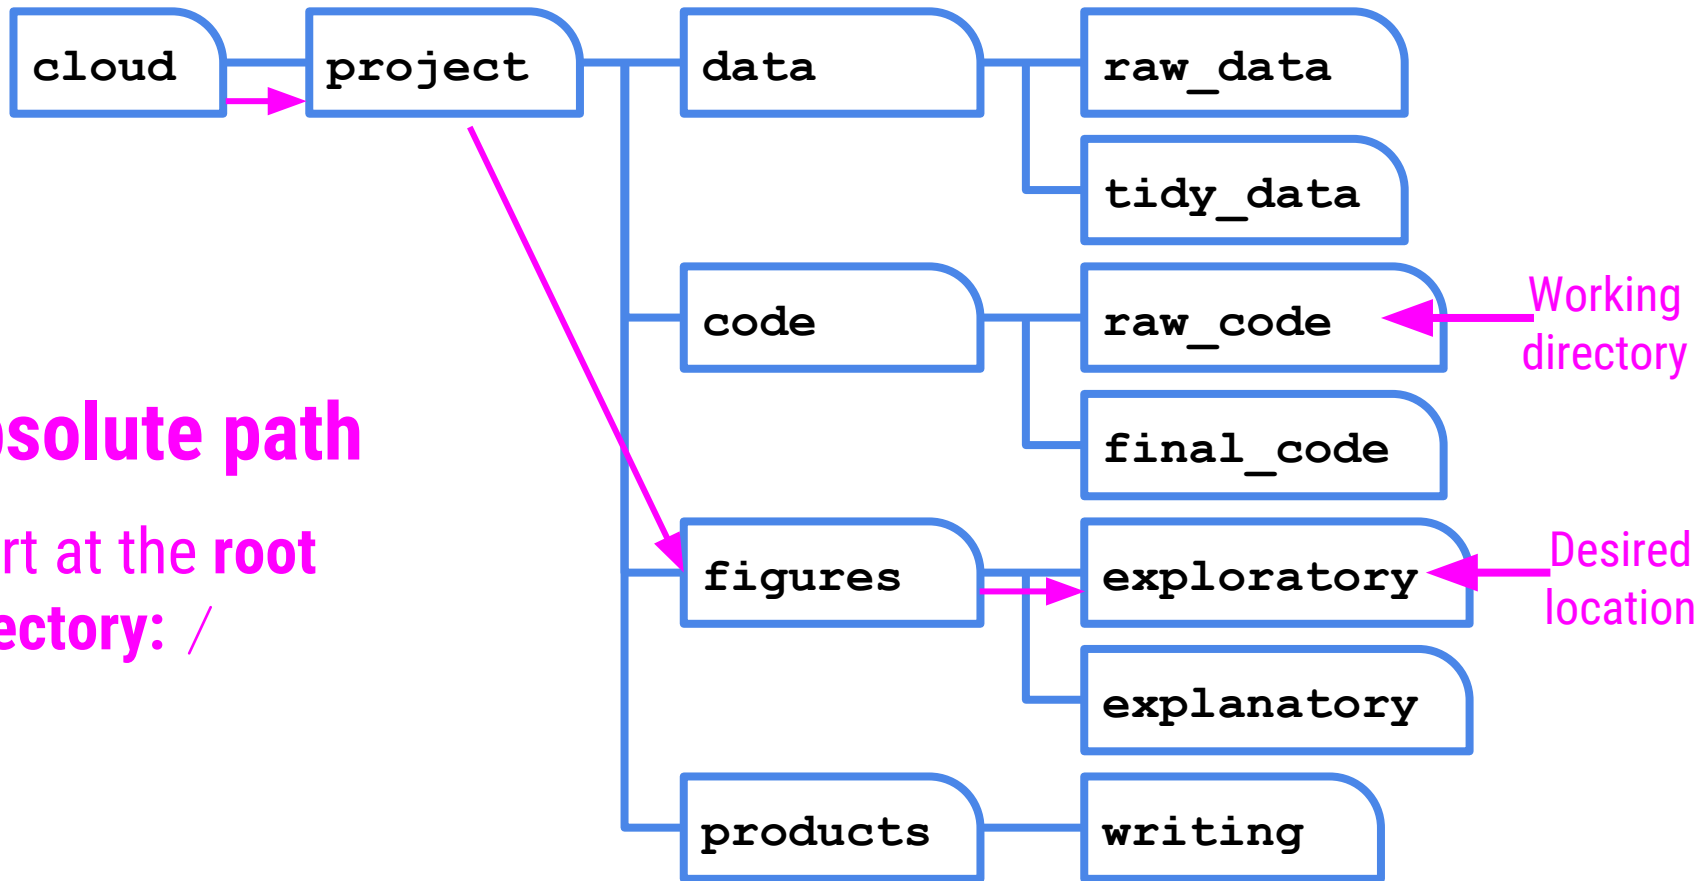 cloud
project
data
raw_data
tidy_data
code
raw_code
Working
directory
final_code
solute path
rt at the root
ectory: /
figures
exploratory
Desired
location
explanatory
products
writing